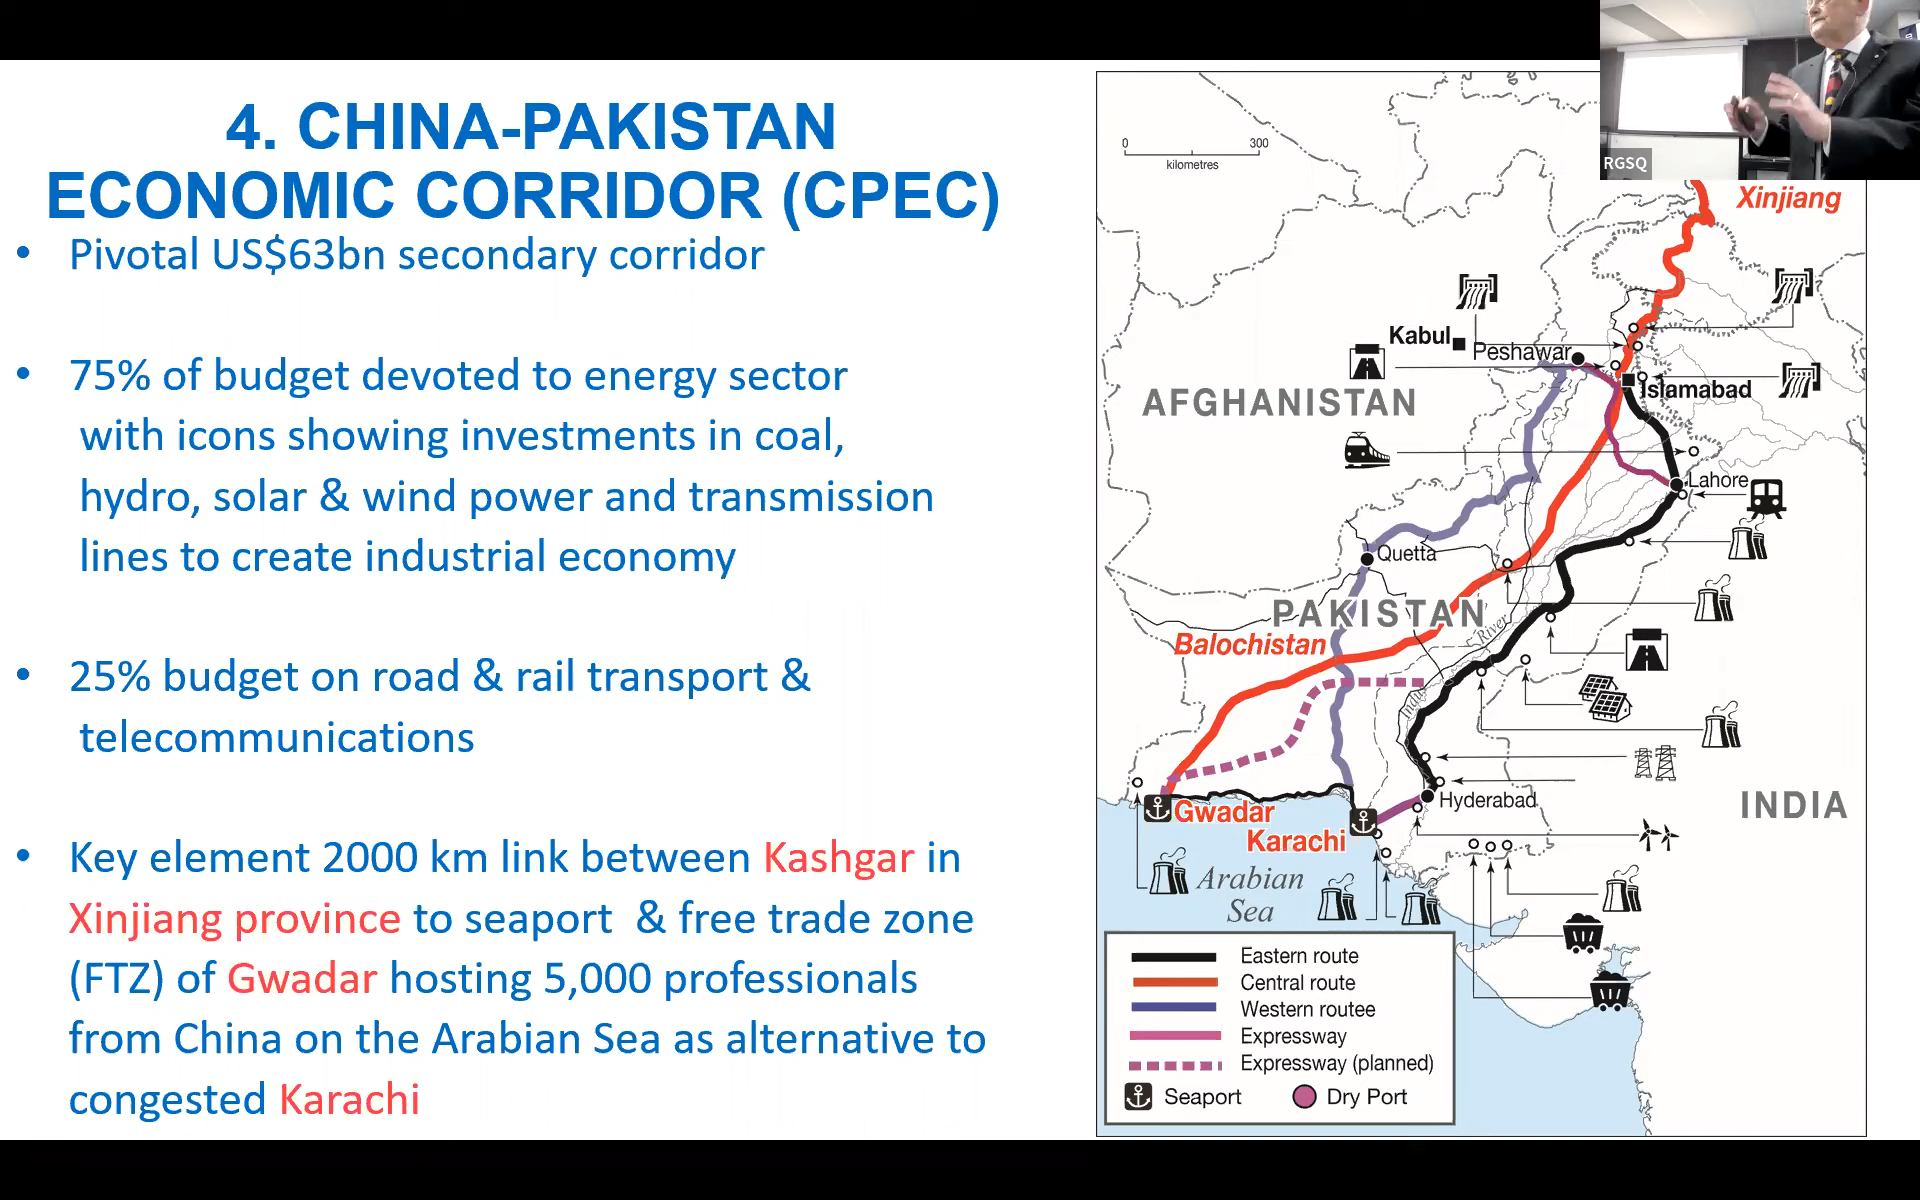 4. CHINA-PAKISTAN
ECONOMIC CORRIDOR (CPEC)
• Pivotal US$63bn secondary corridor
• 75% of budget devoted to energy sector
with icons showing investments in coal,
hydro, solar & wind power and transmission
lines to create industrial economy
• 25% budget on road & rail transport &
telecommunications
• Key element 2000 km link between Kashgar in
Xinjiang province to seaport & free trade zone
(FTZ) of Gwadar hosting 5,000 professionals
from China on the Arabian Sea as alternative to
congested Karachi
0 300
kilometres
RGSQ
Xinjiang
Kabul
Peshawar
Islamabad
AFGHANISTAN
Lahore
Quetta
PAKISTAN
Balochistan
Indus River
INDIA
Hyderabad
Gwadar
Karachi
Arabian
Sea
Eastern route
Central route
Western routee
Expressway
Expressway (planned)
Seaport
Dry Port